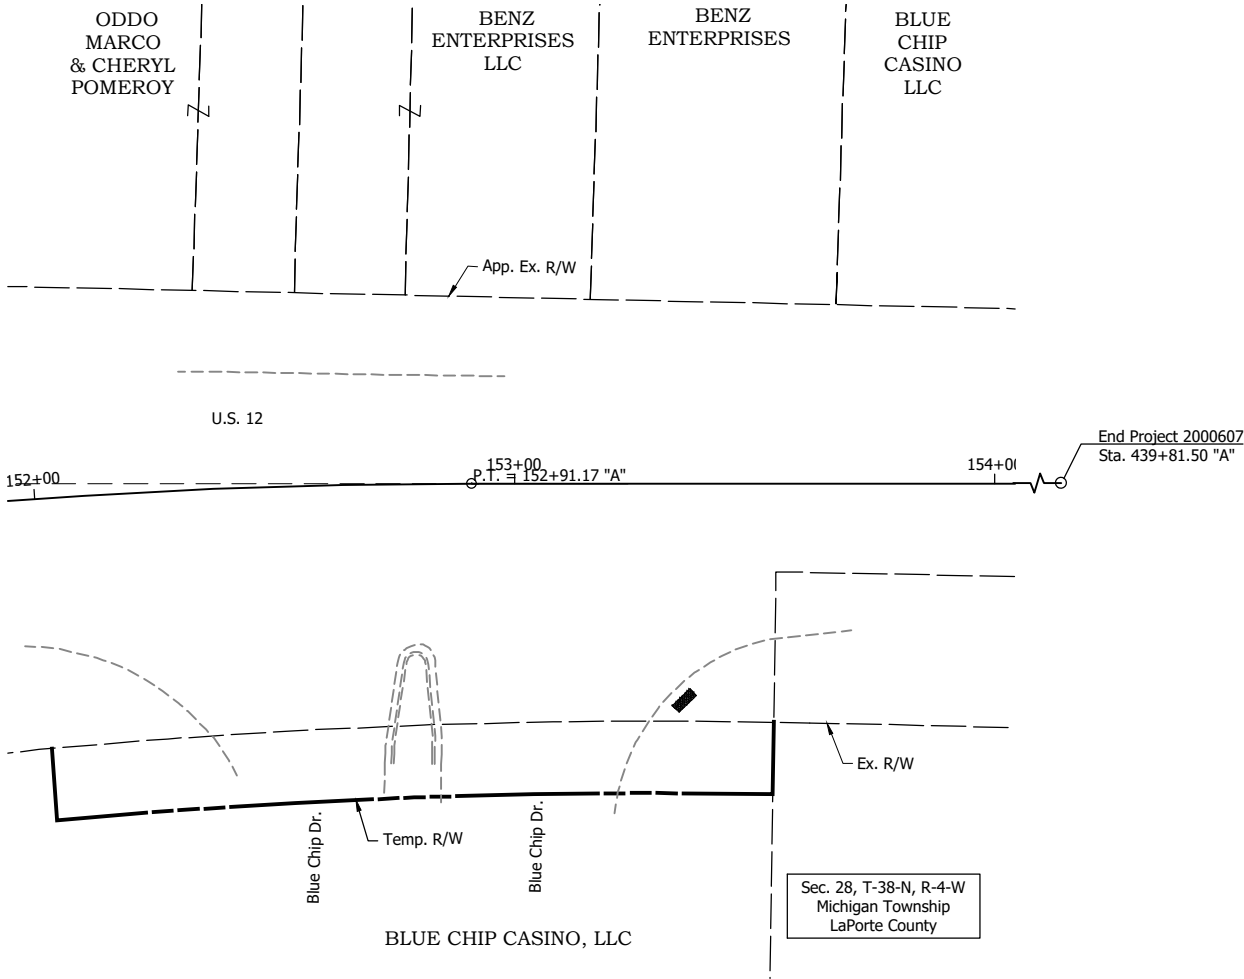 ODDO
MARCO
& CHERYL
POMEROY
BENZ
ENTERPRISES
LLC
BENZ
ENTERPRISES
BLUE
CHIP
CASINO
LLC
App. Ex. R/W
U.S. 12
End Project 2000607
Sta. 439+81.50 "A"
152+00
153+00
154+00
P.T. = 152+91.17 "A"
Ex. R/W
Temp. R/W
Blue Chip Dr.
Blue Chip Dr.
Sec. 28, T-38-N, R-4-W
Michigan Township
LaPorte County
BLUE CHIP CASINO, LLC